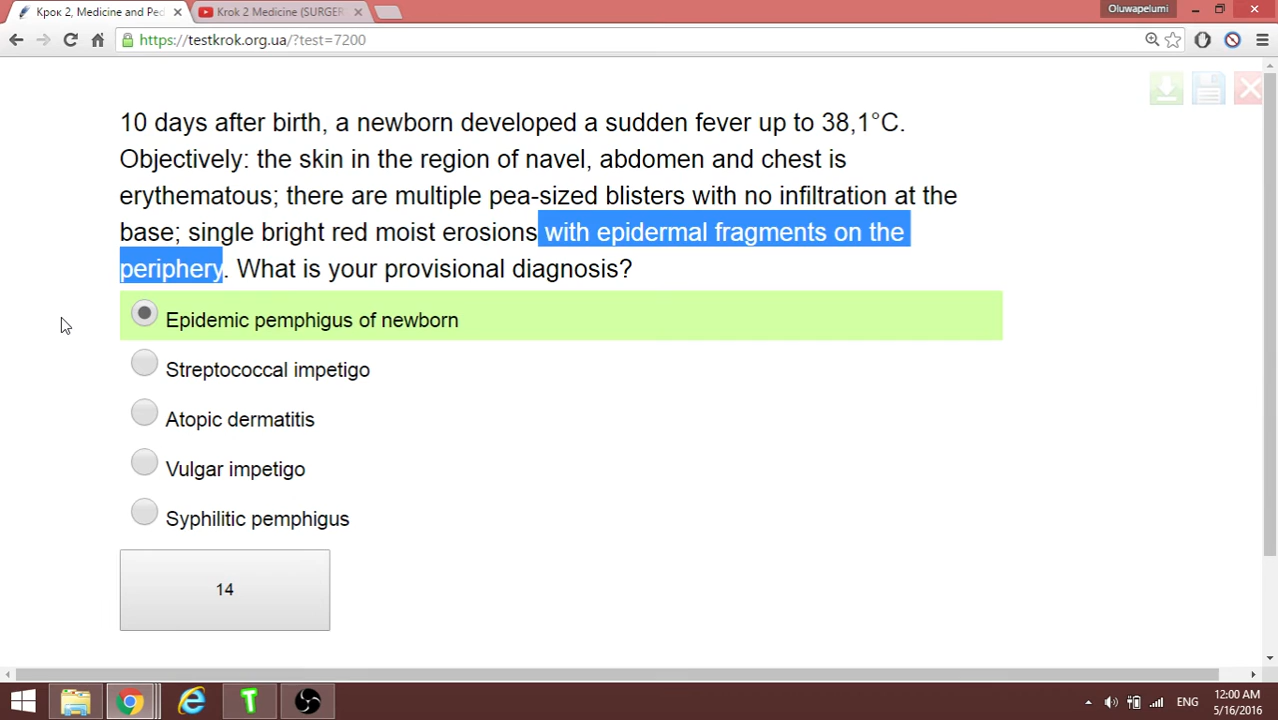 Крок 2, Medicine and Ped
Krok 2 Medicine (SURGER
Oluwapelumi
https://testkrok.org.ua/?test=7200
10 days after birth, a newborn developed a sudden fever up to 38,1°C.
Objectively: the skin in the region of navel, abdomen and chest is
erythematous; there are multiple pea-sized blisters with no infiltration at the
base; single bright red moist erosions with epidermal fragments on the
periphery. What is your provisional diagnosis?
Epidemic pemphigus of newborn
Streptococcal impetigo
Atopic dermatitis
Vulgar impetigo
Syphilitic pemphigus
14
ENG
12:00 AM
5/16/2016